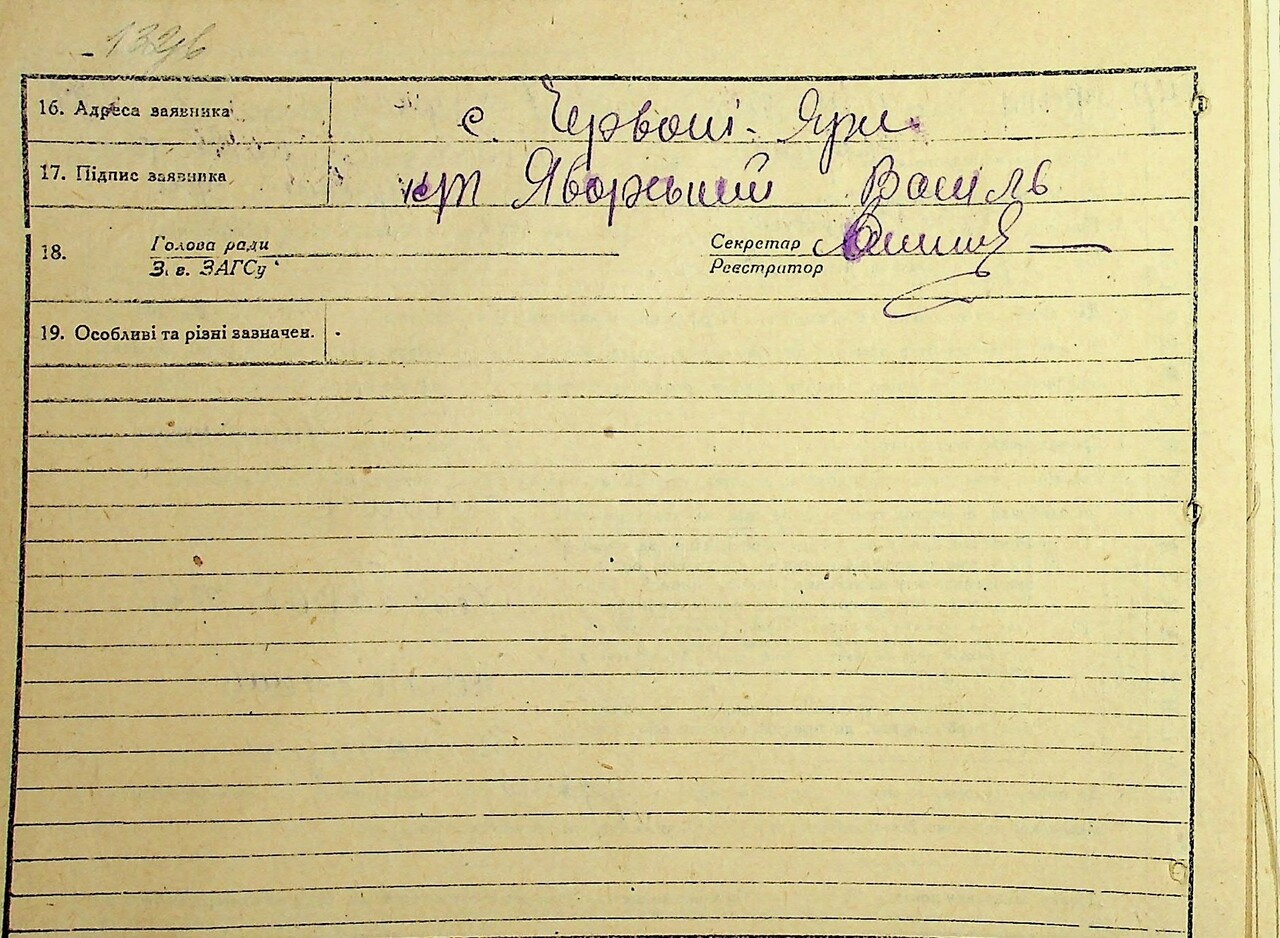 132б
16. Адреса заявника с. Червоні-Яри.
17. Підпис заявника Яворський Василь
18. Голова ради
З. в. ЗАГСу
Секретар
Реєстратор
19. Особливі та різні зазначен.